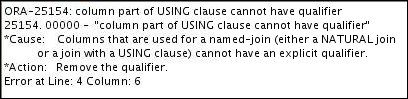 ORA-25154: column part of USING clause cannot have qualifier
25154. 00000 -  "column part of USING clause cannot have qualifier"
*Cause:    Columns that are used for a named-join (either a NATURAL join
or a join with a USING clause) cannot have an explicit qualifier.
*Action:   Remove the qualifier.
Error at Line: 4 Column: 6